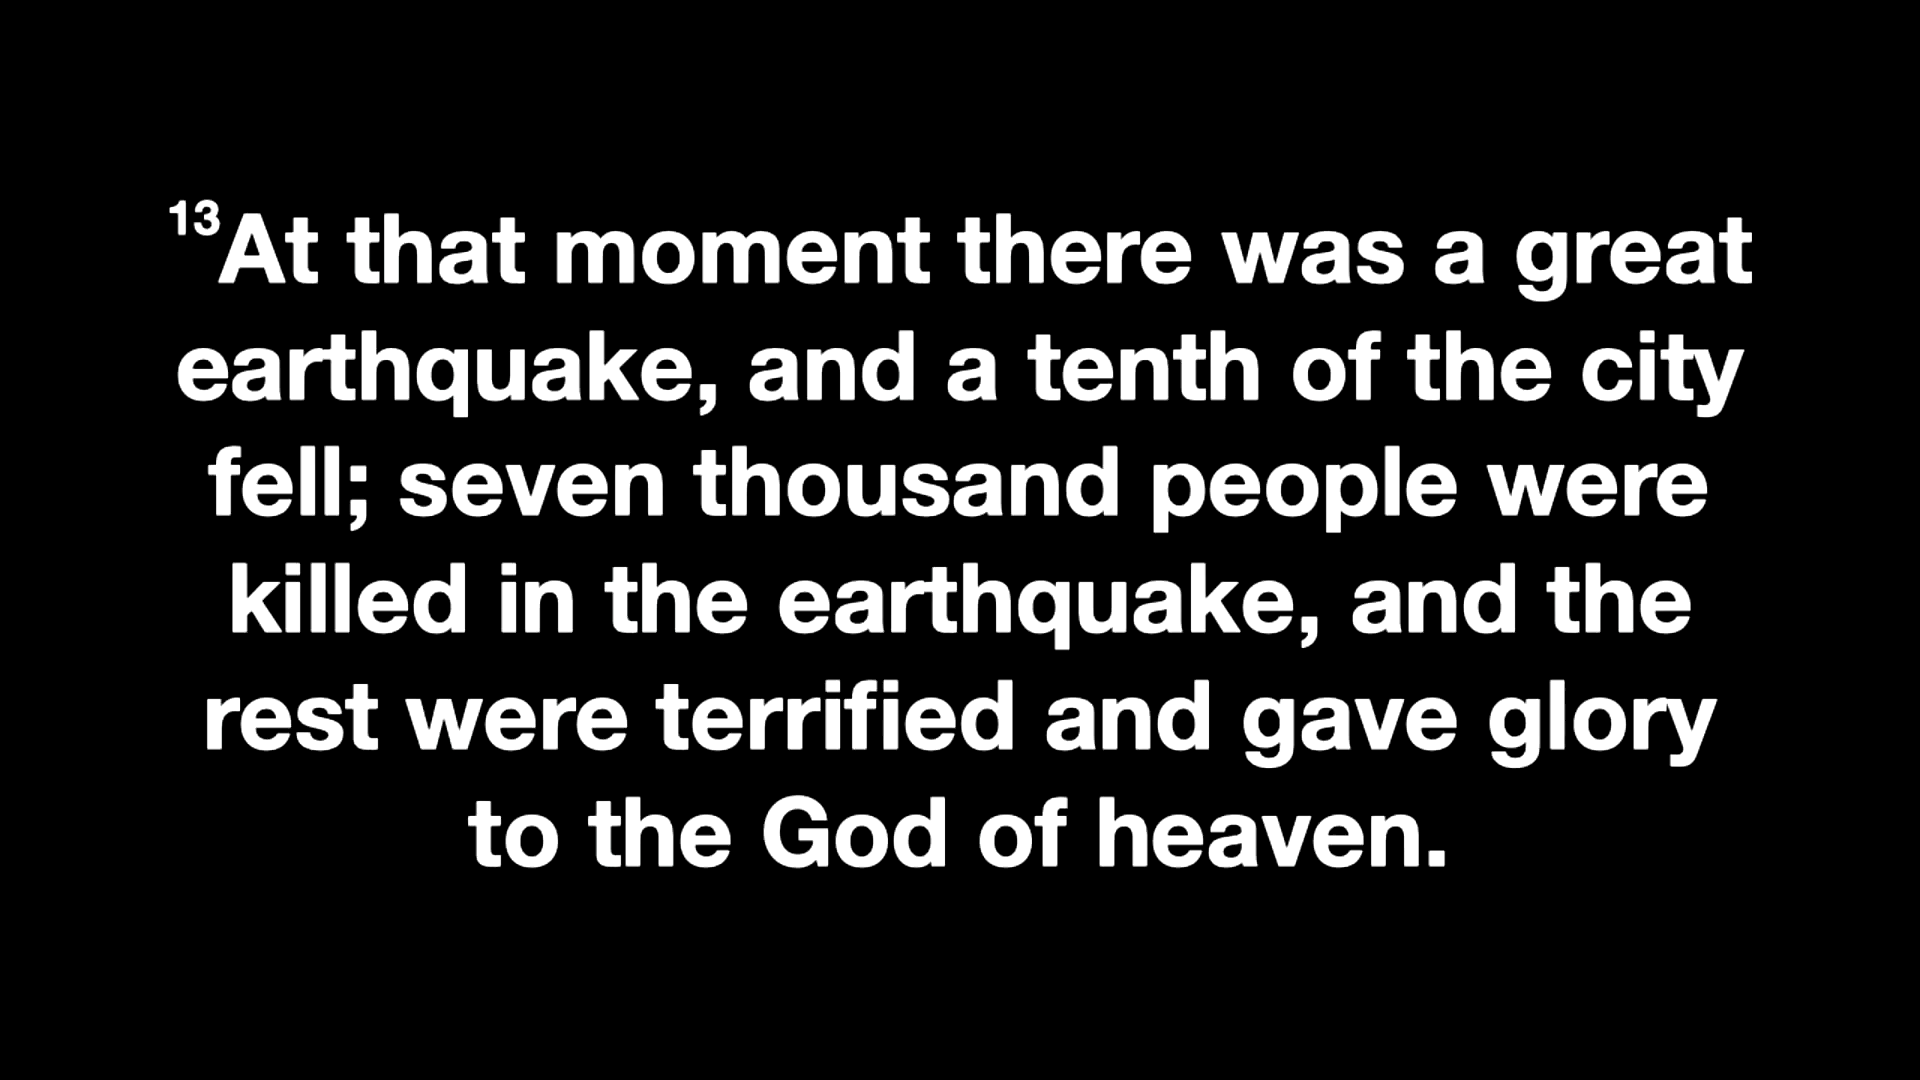 ¹³At that moment there was a great
earthquake, and a tenth of the city
fell; seven thousand people were
killed in the earthquake, and the
rest were terrified and gave glory
to the God of heaven.